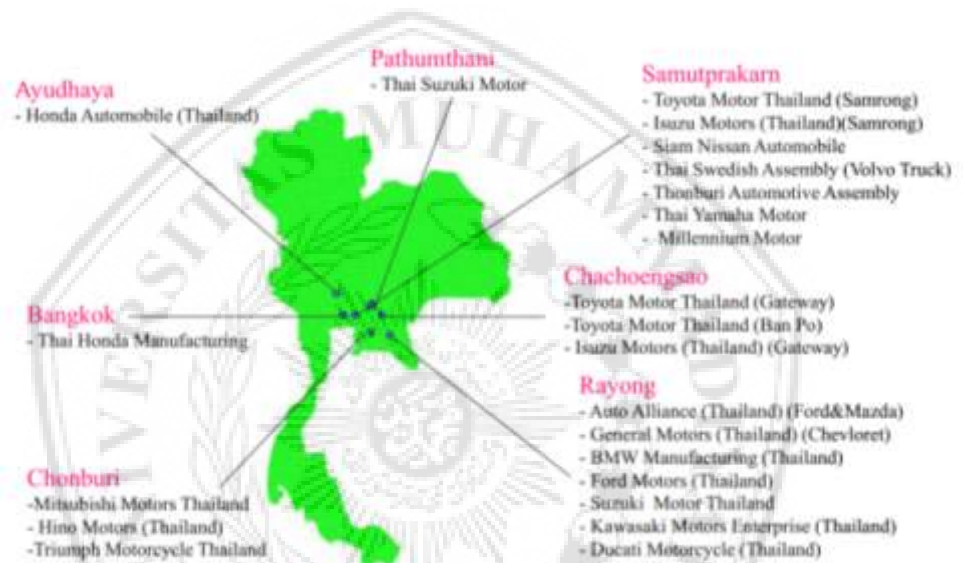 Ayudhaya
- Honda Automobile (Thailand)
Pathumthani
- Thai Suzuki Motor
Samutprakarn
- Toyota Motor Thailand (Samrong)
- Isuzu Motors (Thailand)(Samrong)
- Siam Nissan Automobile
- Thai Swedish Assembly (Volvo Truck)
- Thonburi Automotive Assembly
- Thai Yamaha Motor
- Millennium Motor
Chachoengsao
-Toyota Motor Thailand (Gateway)
-Toyota Motor Thailand (Ban Po)
- Isuzu Motors (Thailand) (Gateway)
Bangkok
- Thai Honda Manufacturing
Rayong
- Auto Alliance (Thailand) (Ford&Mazda)
- General Motors (Thailand) (Chevloret)
- BMW Manufacturing (Thailand)
- Ford Motors (Thailand)
- Suzuki Motor Thailand
- Kawasaki Motors Enterprise (Thailand)
- Ducati Motorcycle (Thailand)
Chonburi
-Mitsubishi Motors Thailand
- Hino Motors (Thailand)
-Triumph Motorcycle Thailand